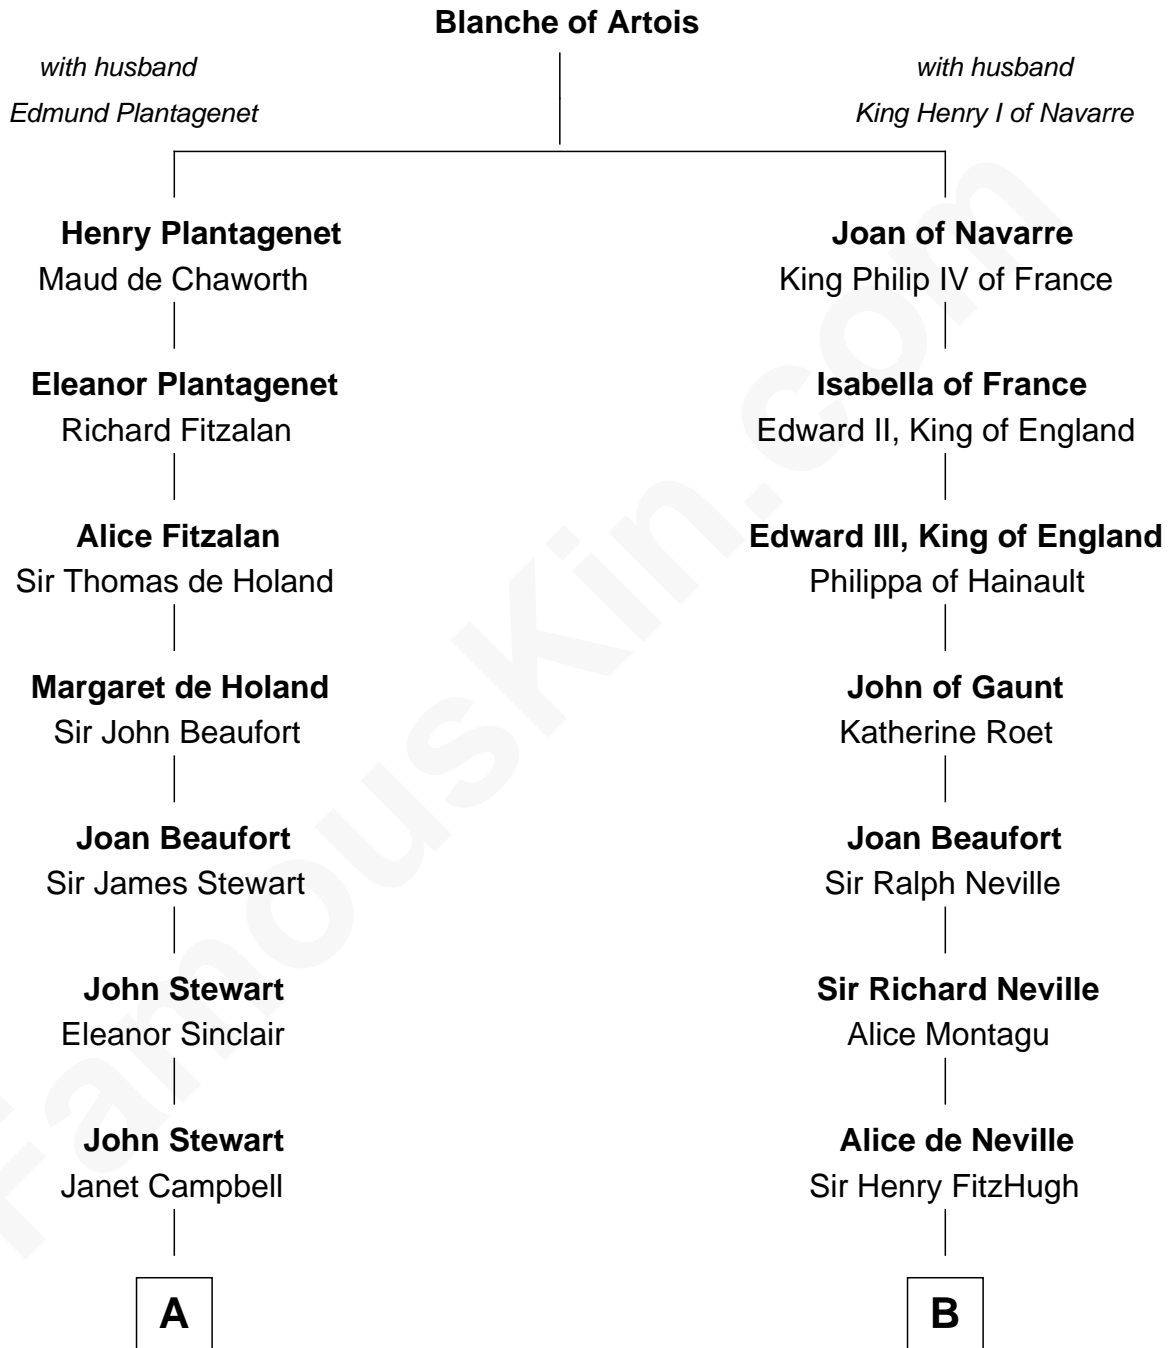 Blanche of Artois
with husband
Edmund Plantagenet
with husband
King Henry I of Navarre
Henry Plantagenet
Maud de Chaworth
Joan of Navarre
King Philip IV of France
Eleanor Plantagenet
Richard Fitzalan
Isabella of France
Edward II, King of England
Alice Fitzalan
Sir Thomas de Holand
Edward III, King of England
Philippa of Hainault
Margaret de Holand
Sir John Beaufort
John of Gaunt
Katherine Roet
Joan Beaufort
Sir James Stewart
Joan Beaufort
Sir Ralph Neville
John Stewart
Eleanor Sinclair
Sir Richard Neville
Alice Montagu
John Stewart
Janet Campbell
Alice de Neville
Sir Henry FitzHugh
A
B
FamousKin.com